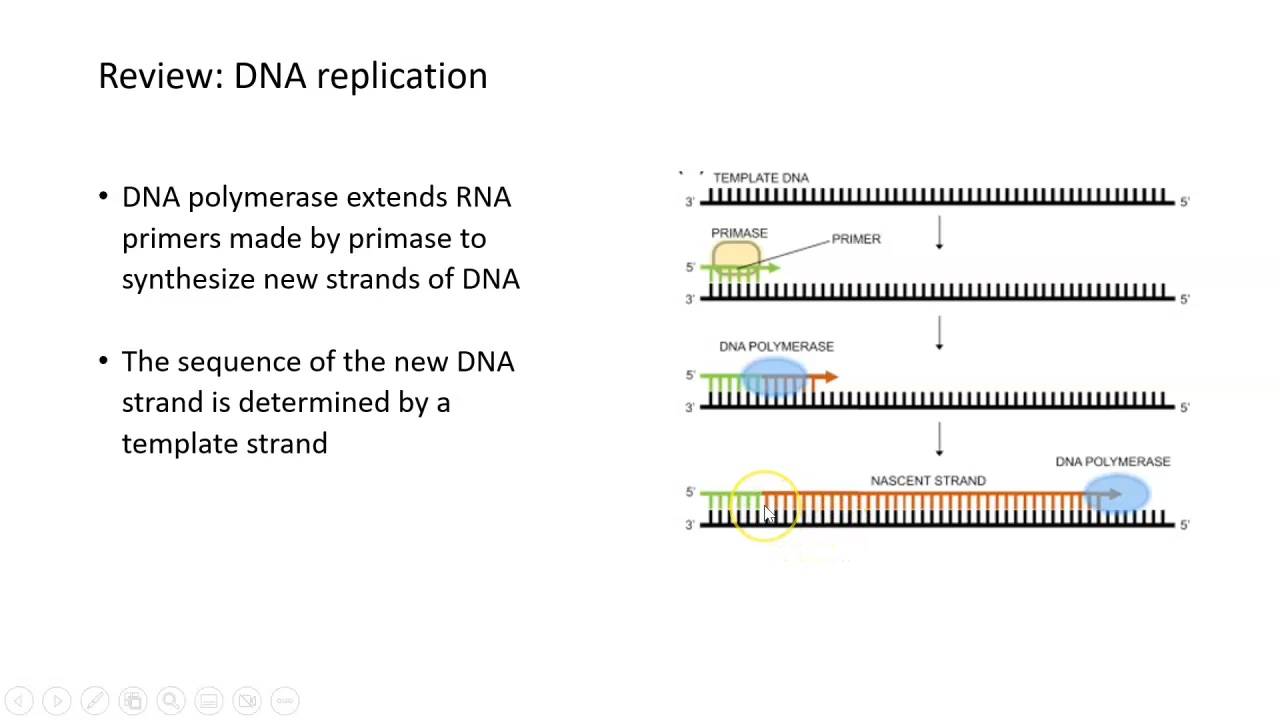 Review: DNA replication
• DNA polymerase extends RNA
primers made by primase to
synthesize new strands of DNA
• The sequence of the new DNA
strand is determined by a
template strand
TEMPLATE DNA
3' 5'
PRIMASE
PRIMER
5'
3' 5'
DNA POLYMERASE
5'
3' 5'
DNA POLYMERASE
NASCENT STRAND
5'
3' 5'